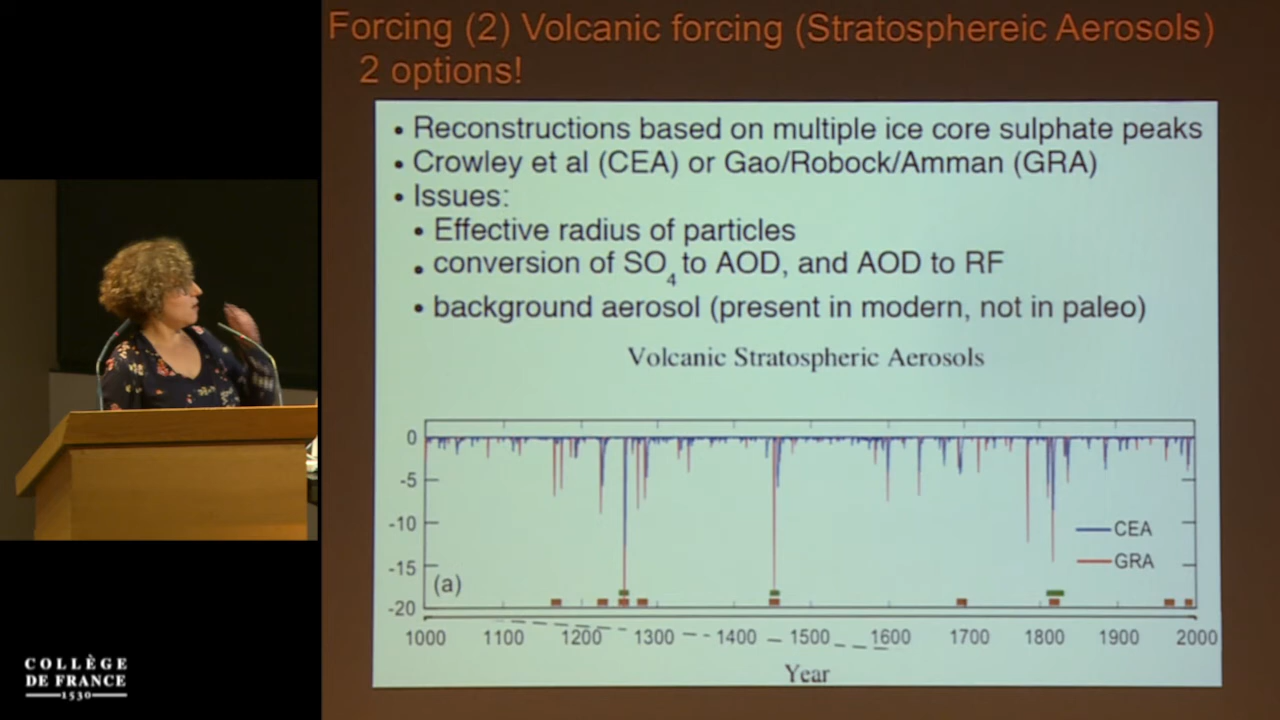 Forcing (2) Volcanic forcing (Stratosphereic Aerosols)
2 options!
• Reconstructions based on multiple ice core sulphate peaks
• Crowley et al (CEA) or Gao/Robock/Amman (GRA)
• Issues:
• Effective radius of particles
• conversion of SO4 to AOD, and AOD to RF
• background aerosol (present in modern, not in paleo)
Volcanic Stratospheric Aerosols
0
-5
-10
-15
-20
CEA
GRA
(a)
1000 1100 1200 1300 1400 1500 1600 1700 1800 1900 2000
Year
COLLÈGE
DE FRANCE
1530